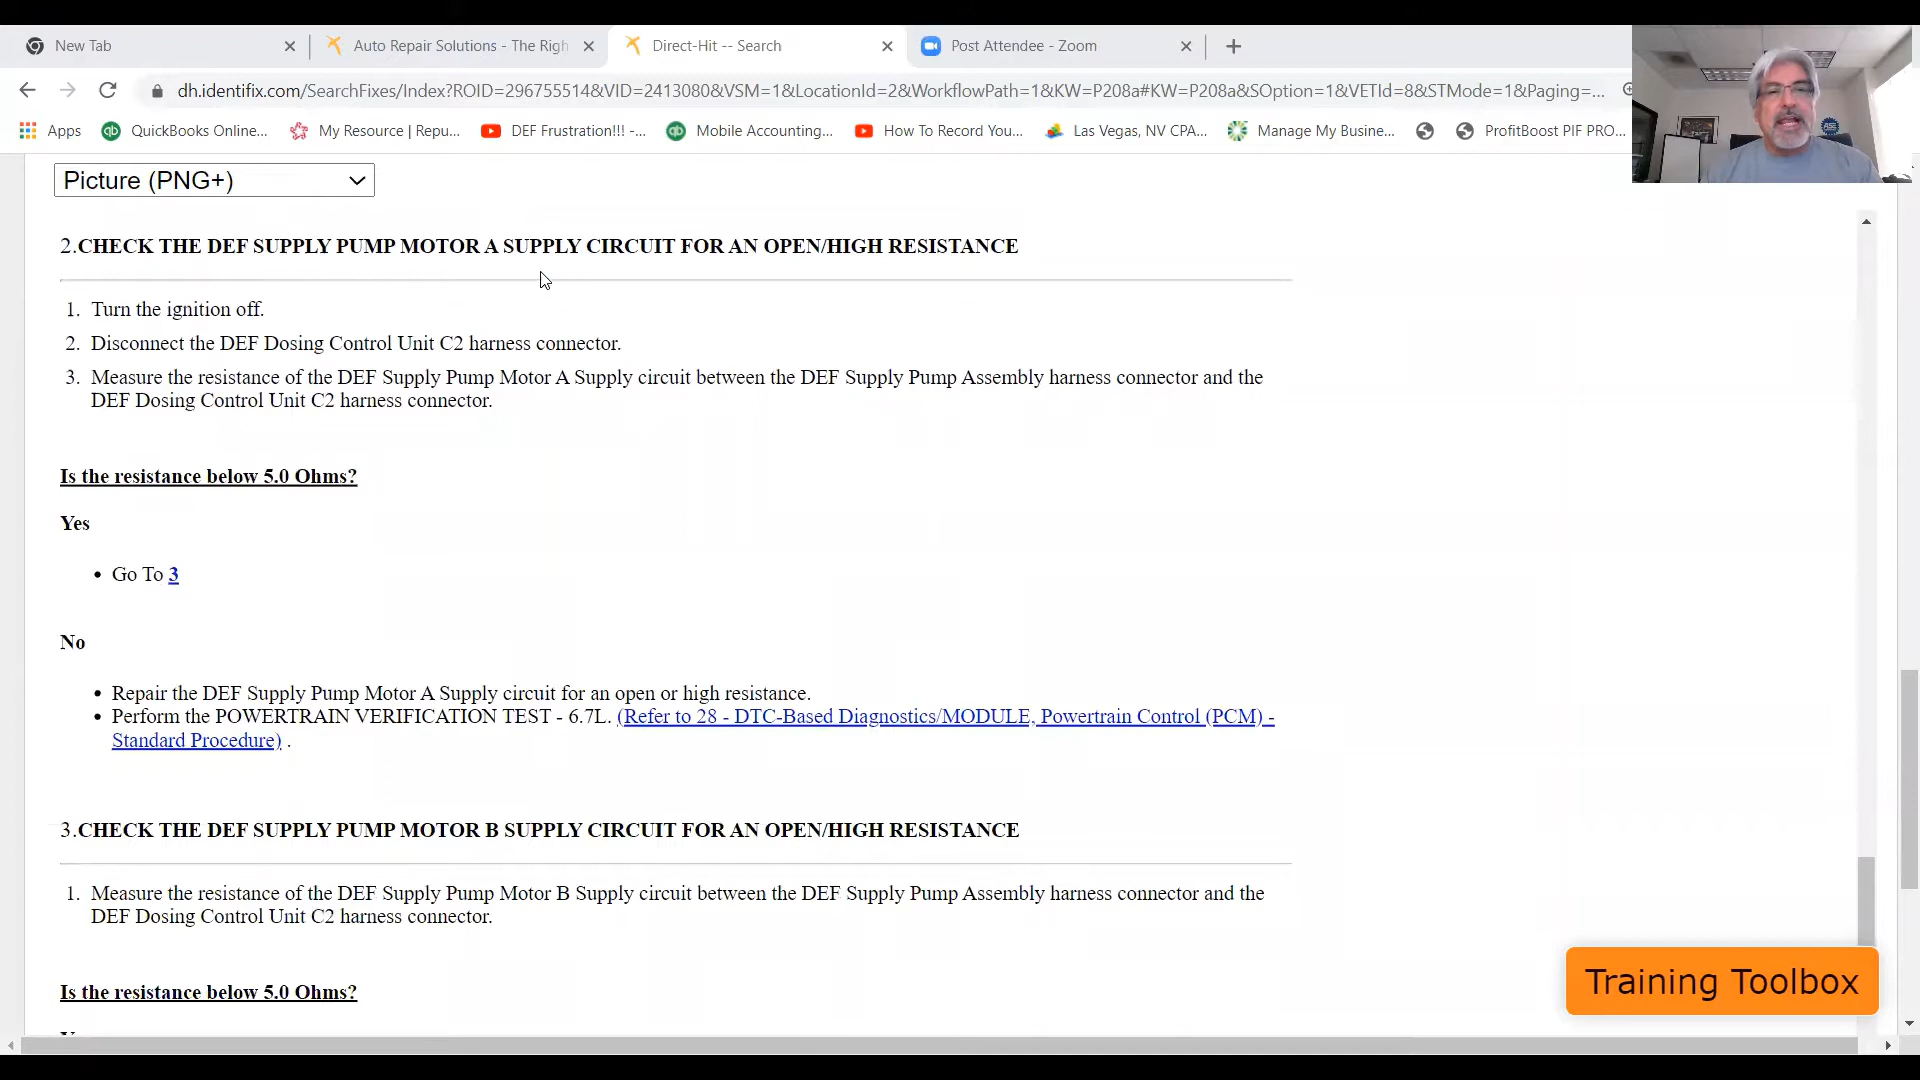 New Tab
Auto Repair Solutions - The Righ
Direct-Hit -- Search
Post Attendee - Zoom
dh.identifix.com/SearchFixes/Index?ROID=296755514&VID=2413080&VSM=1&LocationId=2&WorkflowPath=1&KW=P208a#KW=P208a&SOption=1&VETId=8&STMode=1&Paging=...
Apps
QuickBooks Online...
My Resource | Repu...
DEF Frustration!!! -...
Mobile Accounting...
How To Record You...
Las Vegas, NV CPA...
Manage My Busine...
ProfitBoost PIF PRO...
Picture (PNG+)
2.CHECK THE DEF SUPPLY PUMP MOTOR A SUPPLY CIRCUIT FOR AN OPEN/HIGH RESISTANCE
1. Turn the ignition off.
2. Disconnect the DEF Dosing Control Unit C2 harness connector.
3. Measure the resistance of the DEF Supply Pump Motor A Supply circuit between the DEF Supply Pump Assembly harness connector and the
DEF Dosing Control Unit C2 harness connector.
Is the resistance below 5.0 Ohms?
Yes
• Go To 3
No
• Repair the DEF Supply Pump Motor A Supply circuit for an open or high resistance.
• Perform the POWERTRAIN VERIFICATION TEST - 6.7L. (Refer to 28 - DTC-Based Diagnostics/MODULE, Powertrain Control (PCM) -
Standard Procedure) .
3.CHECK THE DEF SUPPLY PUMP MOTOR B SUPPLY CIRCUIT FOR AN OPEN/HIGH RESISTANCE
1. Measure the resistance of the DEF Supply Pump Motor B Supply circuit between the DEF Supply Pump Assembly harness connector and the
DEF Dosing Control Unit C2 harness connector.
Is the resistance below 5.0 Ohms?
Training Toolbox